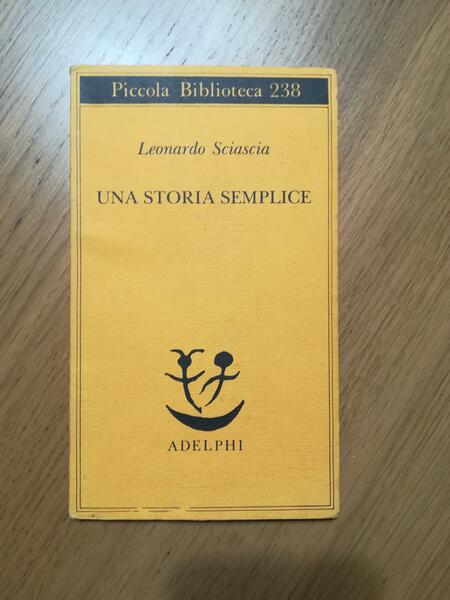 Piccola Biblioteca 238
Leonardo Sciascia
UNA STORIA SEMPLICE
ADELPHI